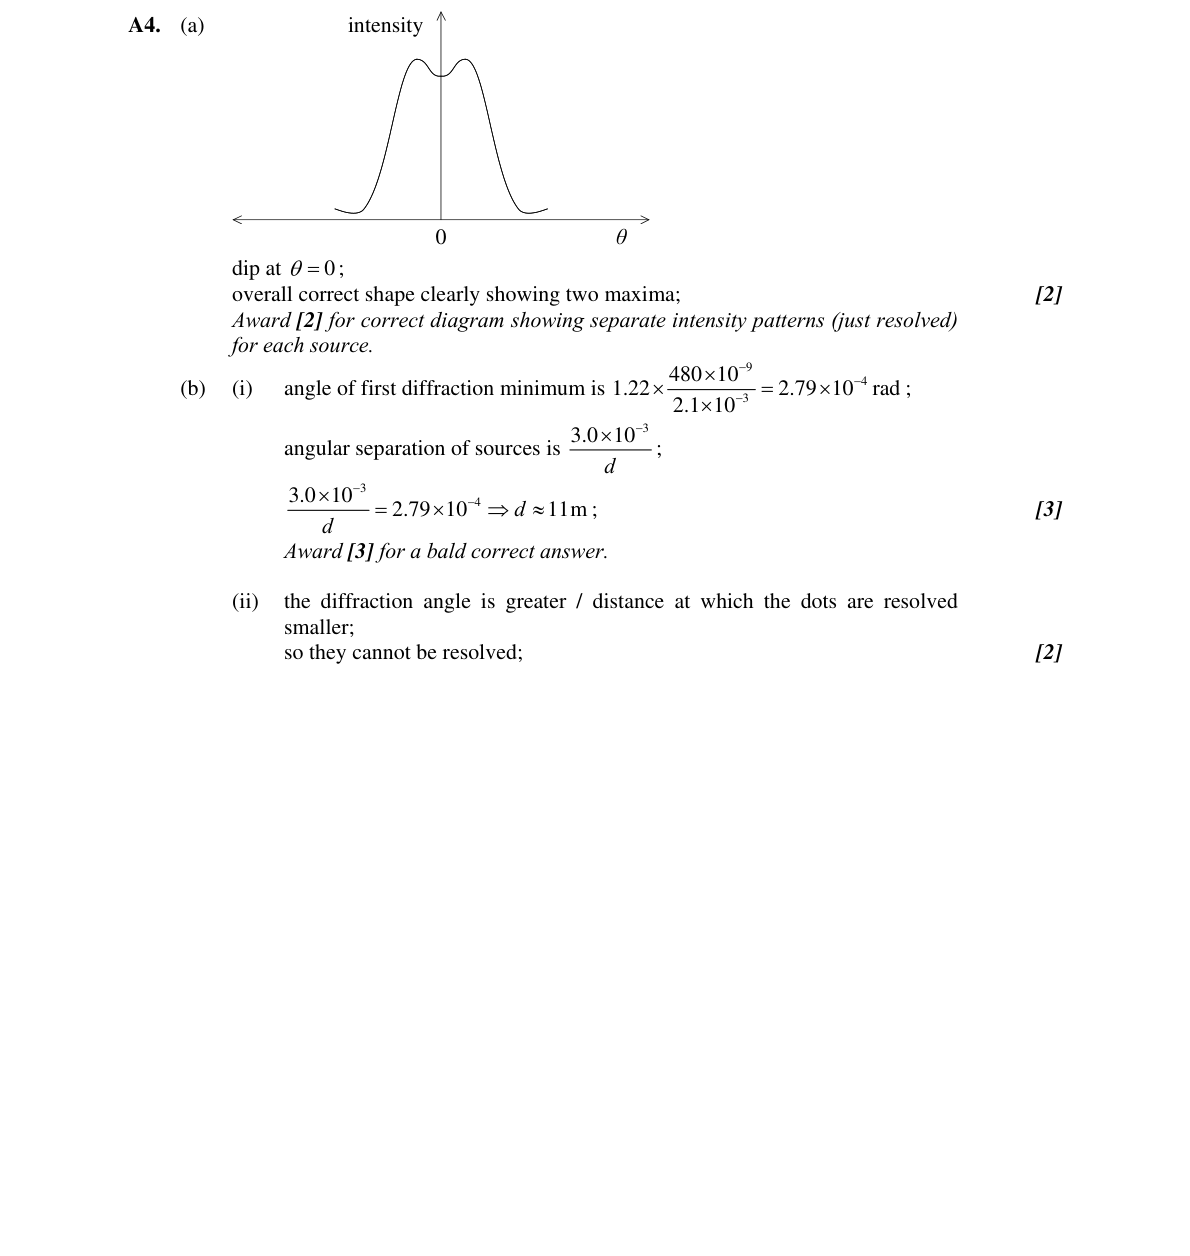 A4. (a) intensity
0 θ
dip at θ = 0 ;
overall correct shape clearly showing two maxima; [2]
Award [2] for correct diagram showing separate intensity patterns (just resolved)
for each source.
(b) (i) angle of first diffraction minimum is 1.22 × 480×10⁻⁹ / 2.1×10⁻³ = 2.79×10⁻⁴ rad ;
angular separation of sources is 3.0×10⁻³ / d ;
3.0×10⁻³ / d = 2.79×10⁻⁴ ⇒ d ≈ 11m ; [3]
Award [3] for a bald correct answer.
(ii) the diffraction angle is greater / distance at which the dots are resolved
smaller;
so they cannot be resolved; [2]